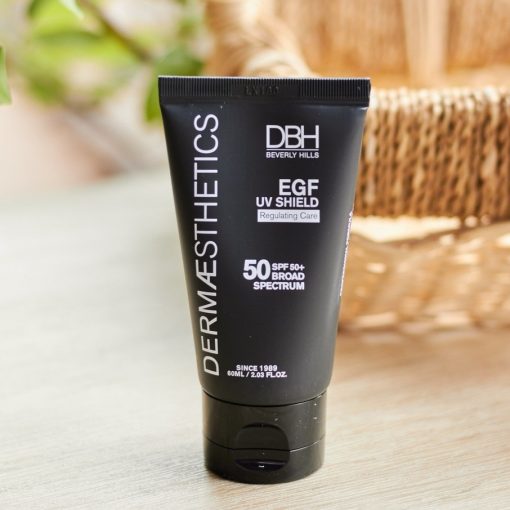 DERMÆSTHETICS
DBH
BEVERLY HILLS
EGF
UV SHIELD
Regulating Care
50 SPF 50+
BROAD
SPECTRUM
SINCE 1989
60ML / 2.03 FL.OZ.